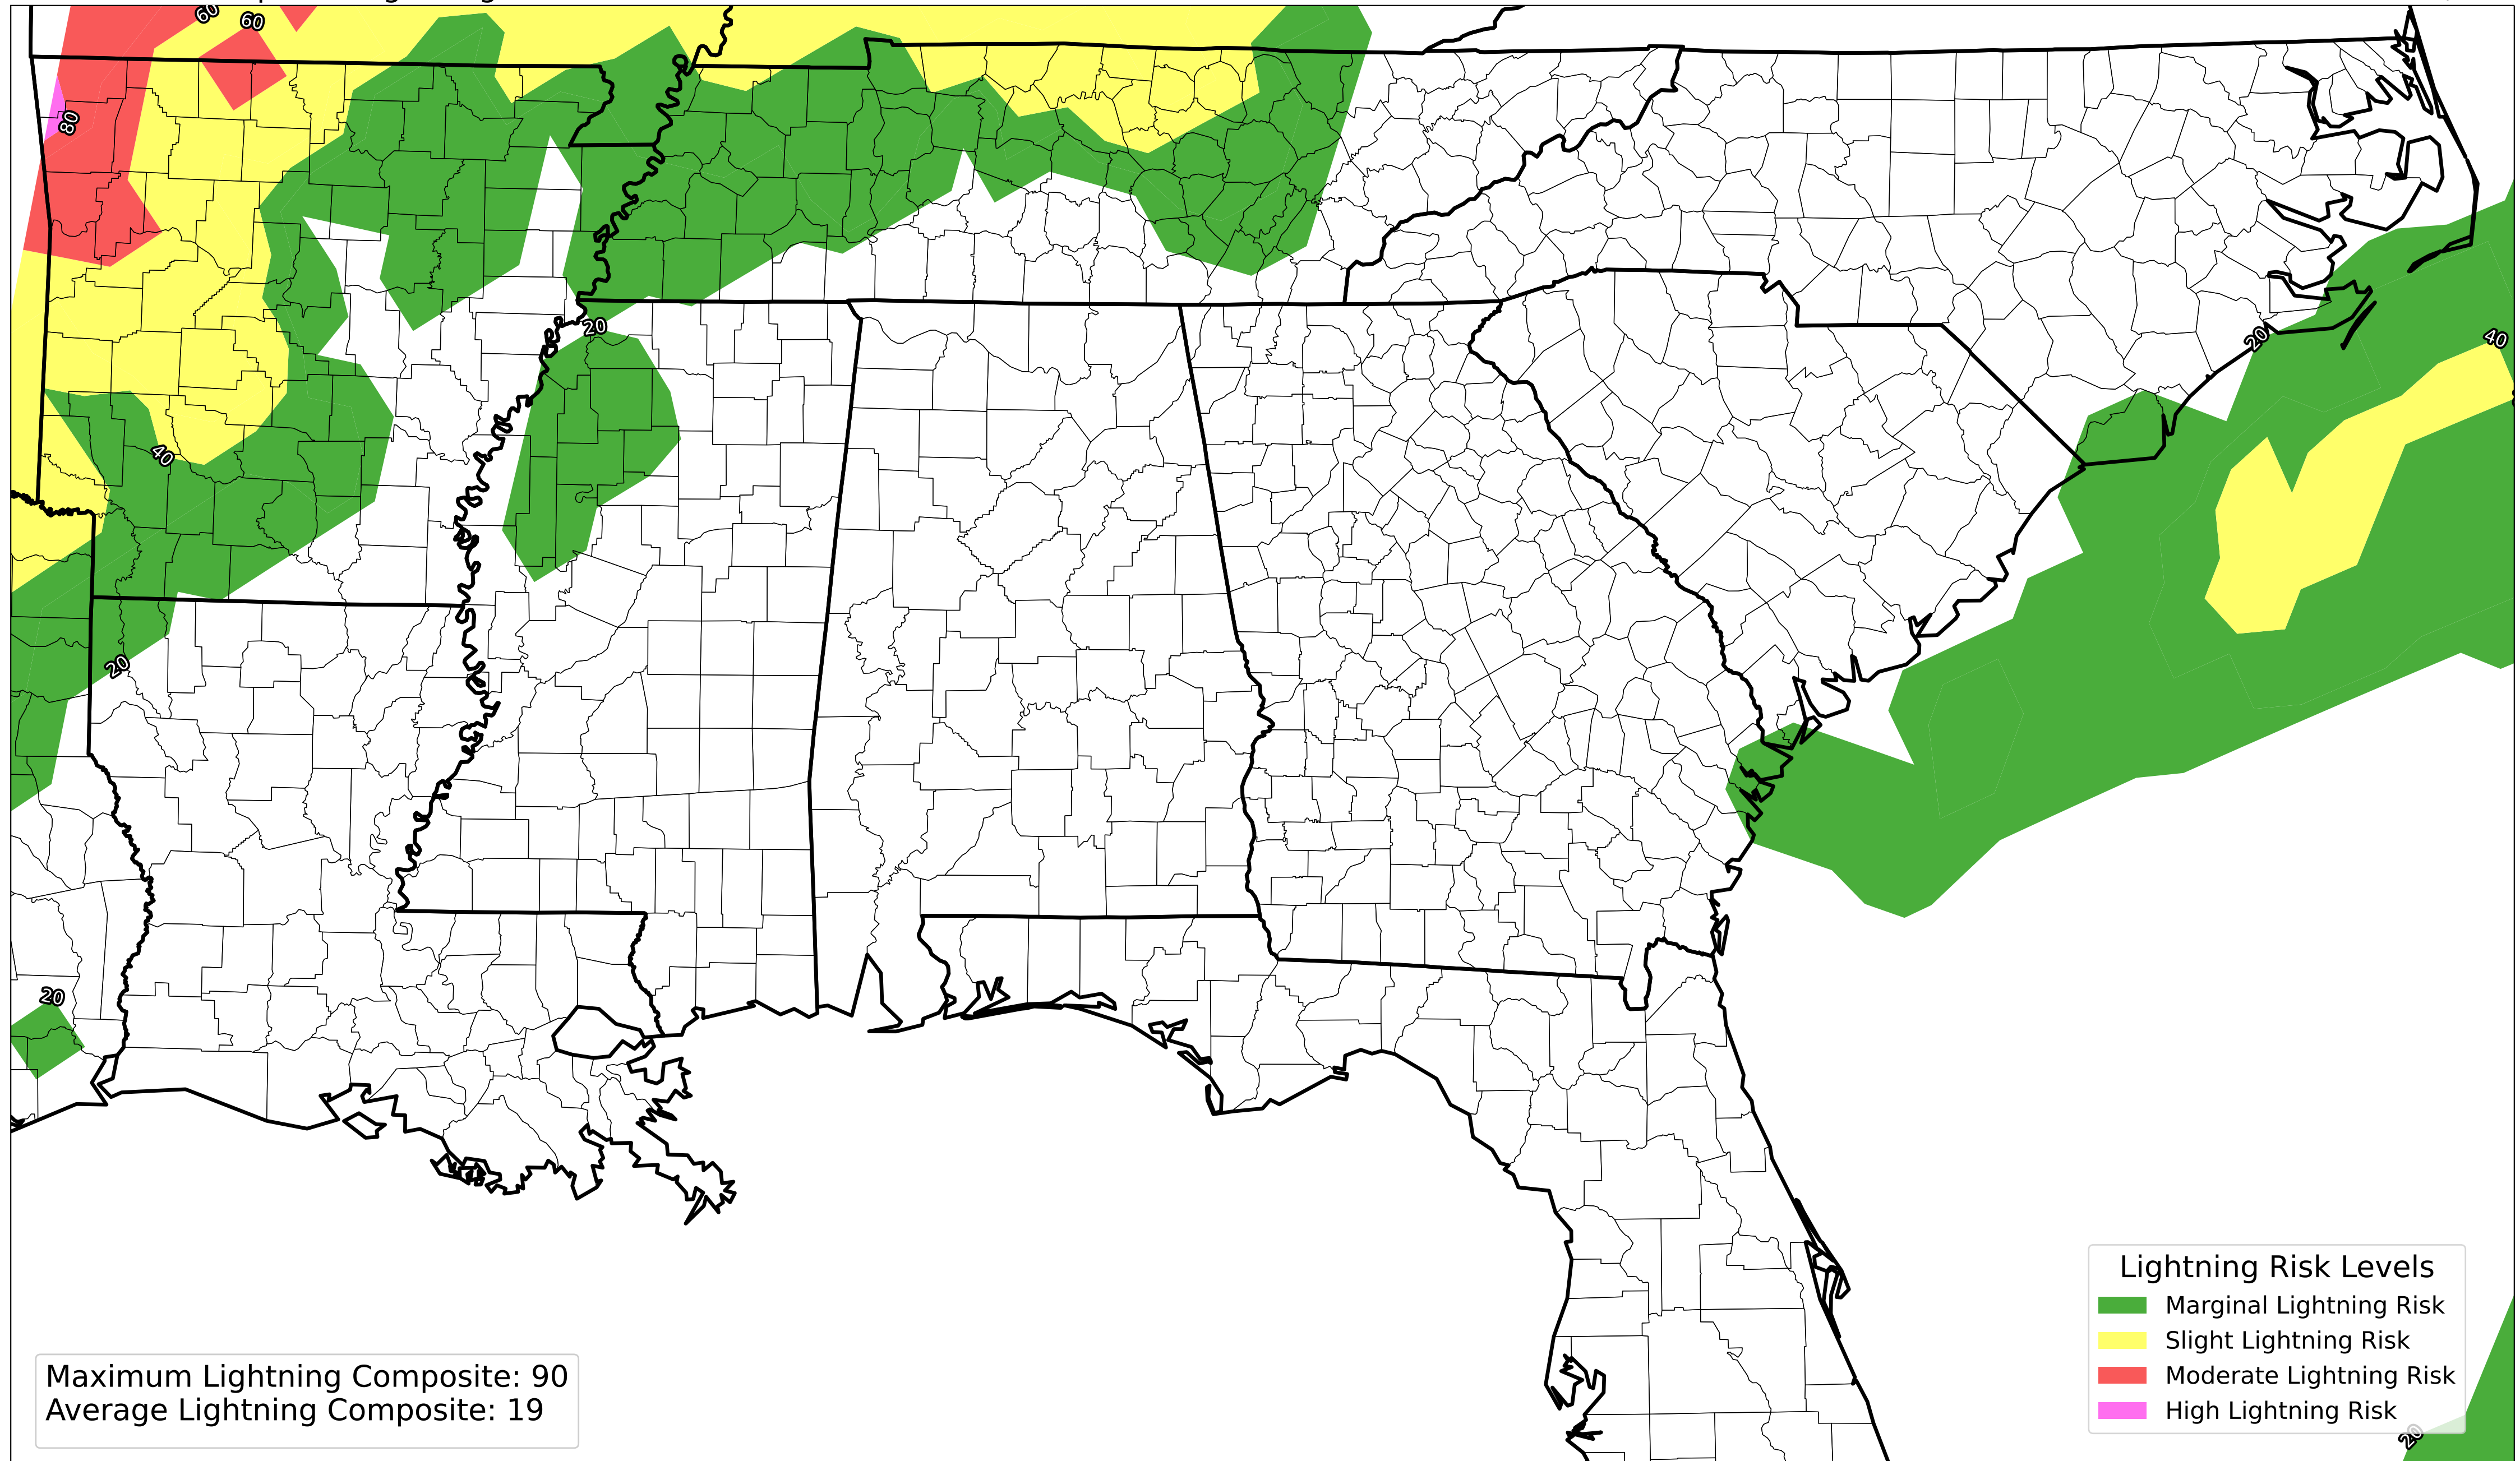 60
60
80
20
20
40
40
20
20
Lightning Risk Levels
Marginal Lightning Risk
Slight Lightning Risk
Moderate Lightning Risk
High Lightning Risk
Maximum Lightning Composite: 90
Average Lightning Composite: 19
20